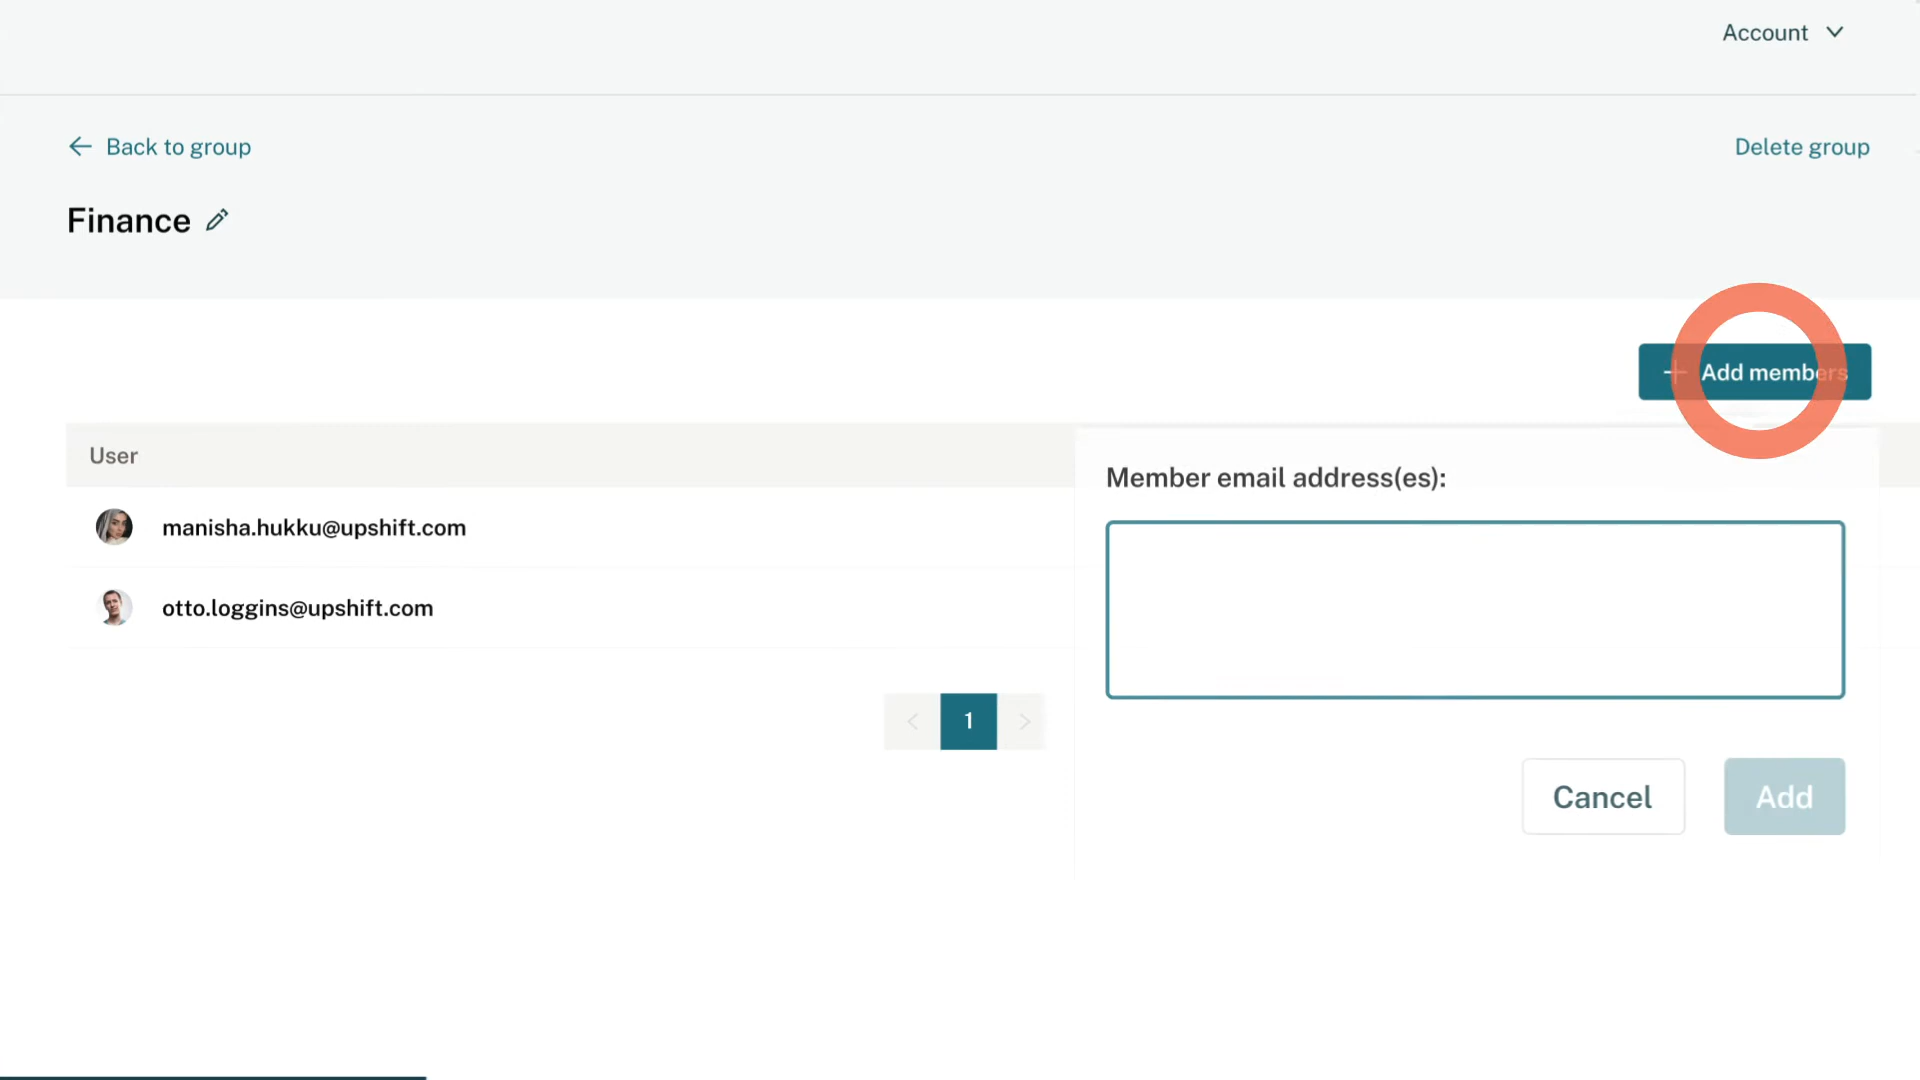 Account
Back to group
Delete group
Finance
Add members
User
Member email address(es):
manisha.hukku@upshift.com
otto.loggins@upshift.com
1
Cancel
Add